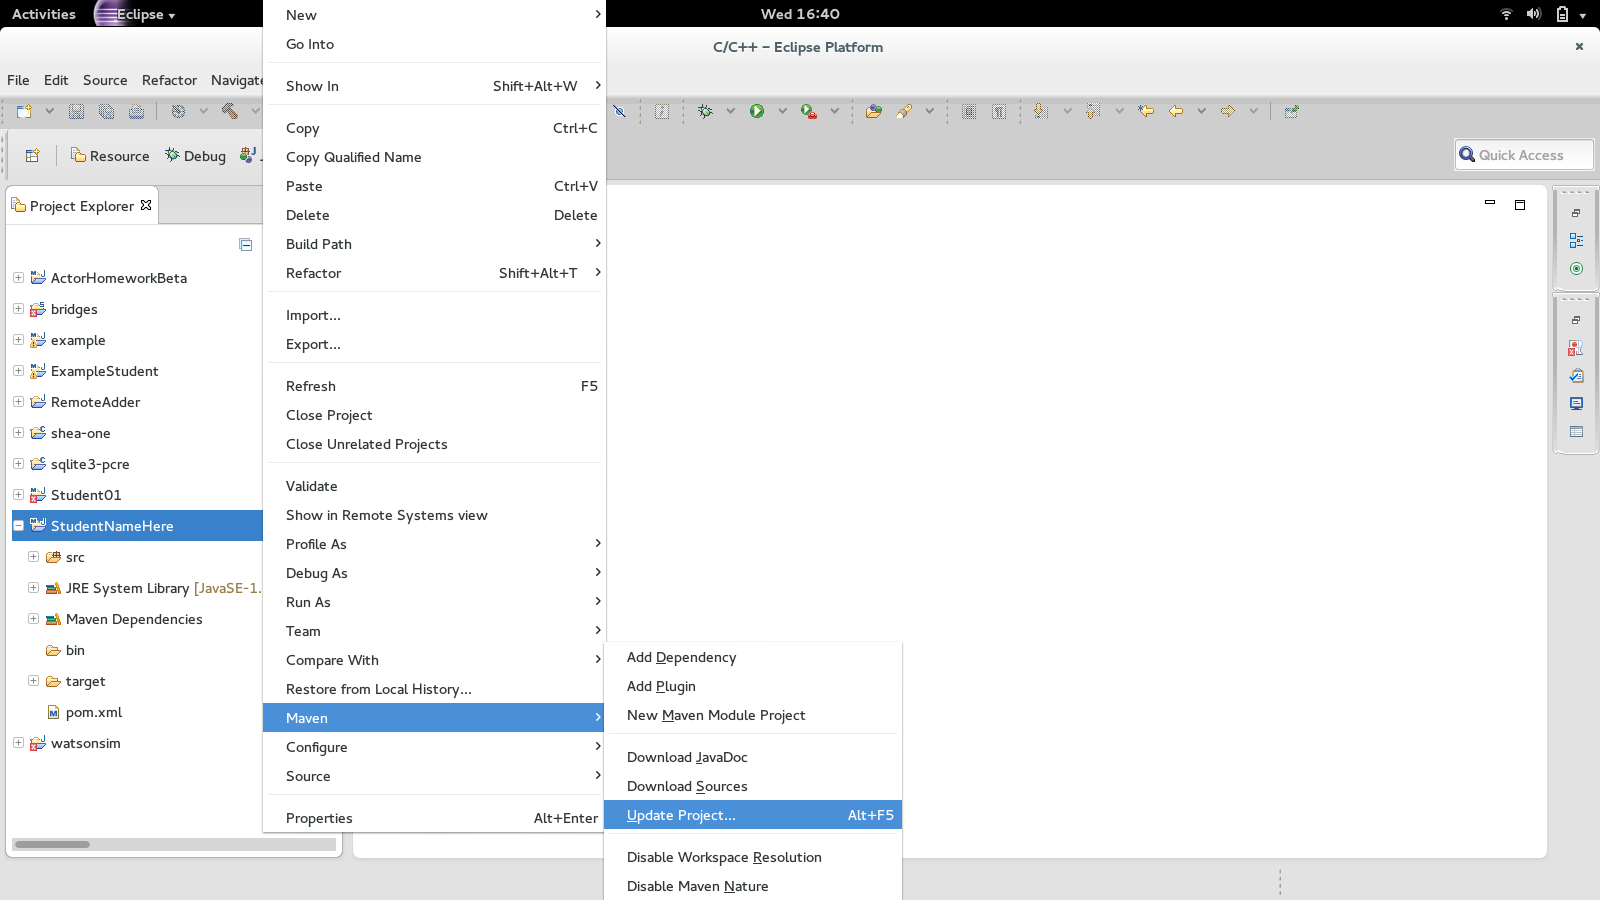 Activities Eclipse Wed 16:40
C/C++ – Eclipse Platform
File Edit Source Refactor Navigate
Resource Debug
Quick Access
Project Explorer
ActorHomeworkBeta
bridges
example
ExampleStudent
RemoteAdder
shea-one
sqlite3-pcre
Student01
StudentNameHere
src
JRE System Library [JavaSE-1.
Maven Dependencies
bin
target
pom.xml
watsonsim
New
Go Into
Show In Shift+Alt+W
Copy Ctrl+C
Copy Qualified Name
Paste Ctrl+V
Delete Delete
Build Path
Refactor Shift+Alt+T
Import...
Export...
Refresh F5
Close Project
Close Unrelated Projects
Validate
Show in Remote Systems view
Profile As
Debug As
Run As
Team
Compare With
Restore from Local History...
Maven
Configure
Source
Properties Alt+Enter
Add Dependency
Add Plugin
New Maven Module Project
Download JavaDoc
Download Sources
Update Project... Alt+F5
Disable Workspace Resolution
Disable Maven Nature